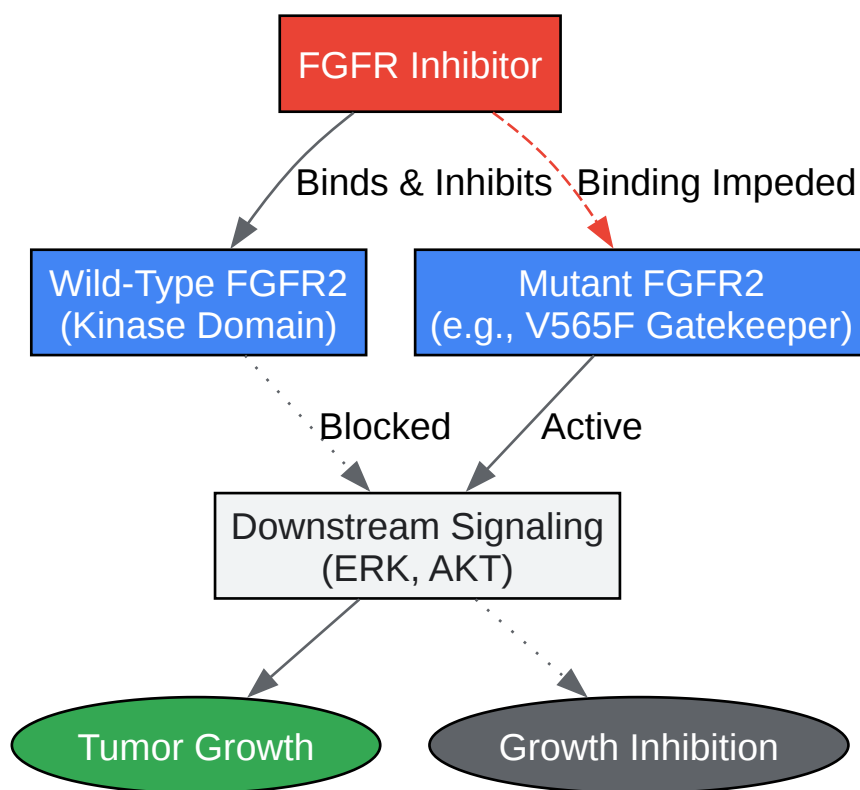 FGFR Inhibitor
Binds & Inhibits
Binding Impeded
Wild-Type FGFR2
(Kinase Domain)
Mutant FGFR2
(e.g., V565F Gatekeeper)
Blocked
Active
Downstream Signaling
(ERK, AKT)
Tumor Growth
Growth Inhibition